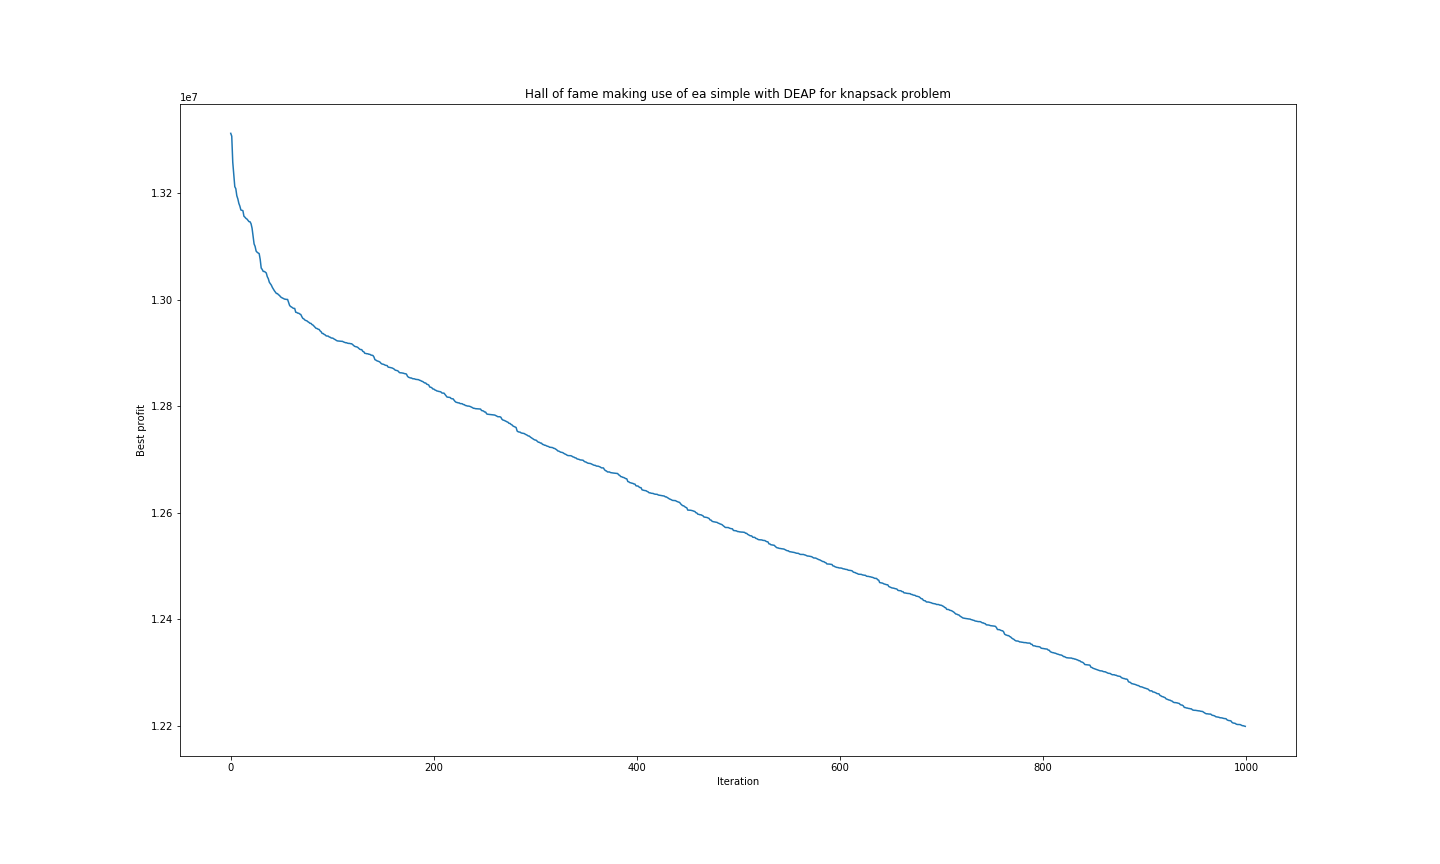 Hall of fame making use of ea simple with DEAP for knapsack problem
1e7
1.32
1.30
1.28
1.26
1.24
1.22
Best profit
0 200 400 600 800 1000
Iteration